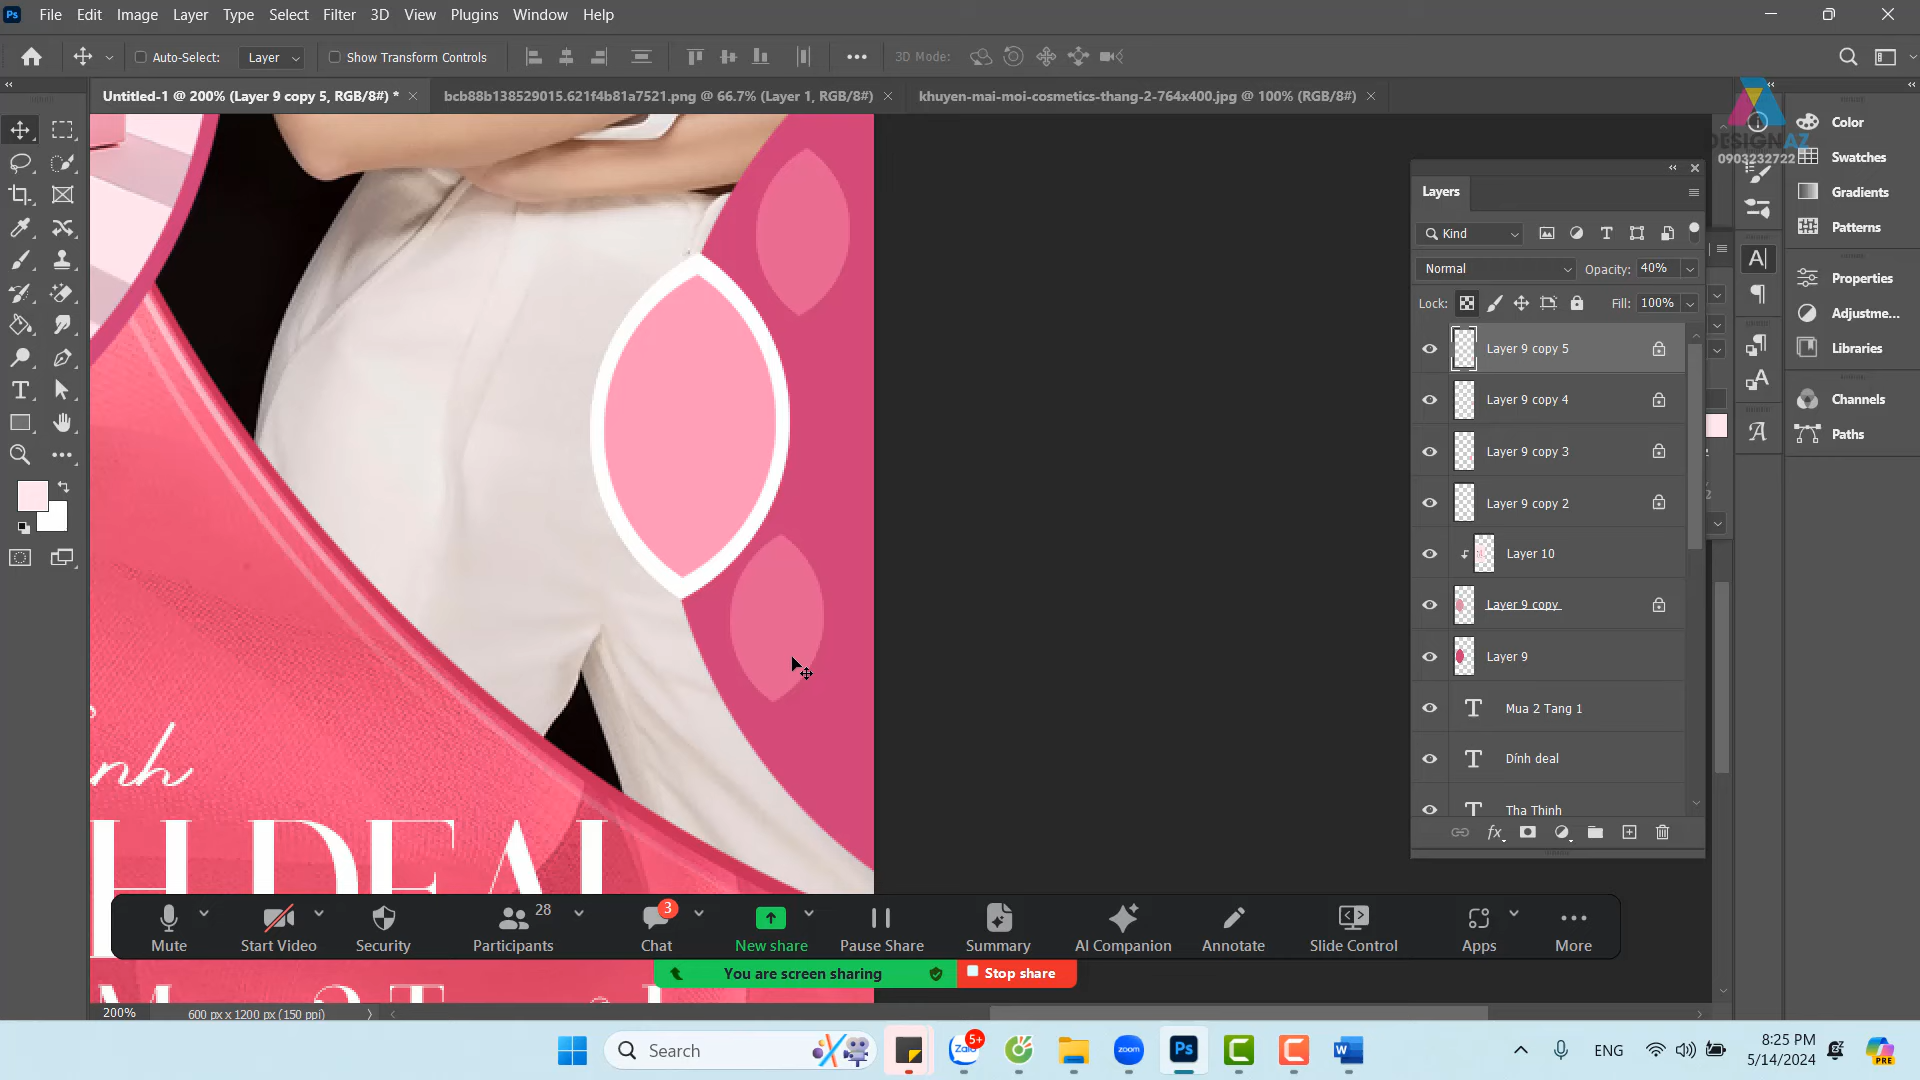 Ps File Edit Image Layer Type Select Filter 3D View Plugins Window Help
Auto-Select: Layer Show Transform Controls 3D Mode:
Untitled-1 @ 200% (Layer 9 copy 5, RGB/8#) * bcb88b138529015.621f4b81a7521.png @ 66.7% (Layer 1, RGB/8#) khuyen-mai-moi-cosmetics-thang-2-764x400.jpg @ 100% (RGB/8#)
DESIGN AZ
0903232722
Color
Swatches
Gradients
Patterns
Properties
Adjustme...
Libraries
Channels
Paths
Layers
Kind
Normal Opacity: 40%
Lock: Fill: 100%
Layer 9 copy 5
Layer 9 copy 4
Layer 9 copy 3
Layer 9 copy 2
Layer 10
Layer 9 copy
Layer 9
Mua 2 Tang 1
Dính deal
Tha Thinh
fx
nh
H DEAL
Mute Start Video Security Participants 28 Chat 3 New share Pause Share Summary AI Companion Annotate Slide Control Apps More
You are screen sharing Stop share
200% 600 px x 1200 px (150 ppi)
Search
Zalo 5+ zoom Ps
ENG
8:25 PM
5/14/2024
PRE